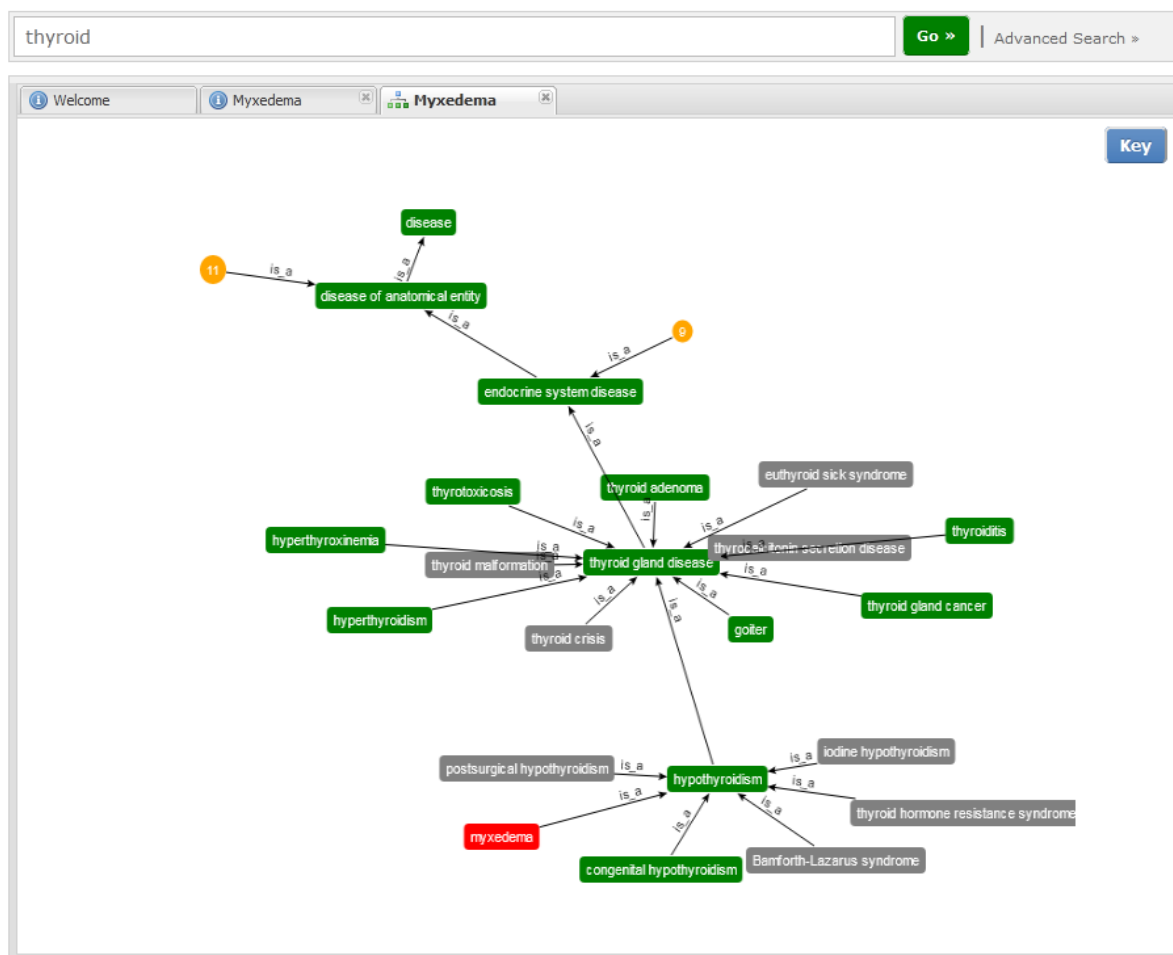 thyroid
Go »
Advanced Search »
Welcome
Myxedema
Myxedema
Key
disease
11
is_a
is_a
disease of anatomical entity
is_a
9
is_a
endocrine system disease
is_a
euthyroid sick syndrome
thyrotoxicosis
thyroid adenoma
is_a
is_a
is_a
thyroiditis
hyperthyroxinemia
is_a
is_a
secretion disease
thyroid malformation
is_a
thyroid gland disease
is_a
is_a
hyperthyroidism
is_a
is_a
is_a
thyroid gland cancer
thyroid crisis
goiter
iodine hypothyroidism
is_a
postsurgical hypothyroidism
is_a
hypothyroidism
is_a
is_a
thyroid hormone resistance syndrome
myxedema
is_a
Bamforth-Lazarus syndrome
congenital hypothyroidism